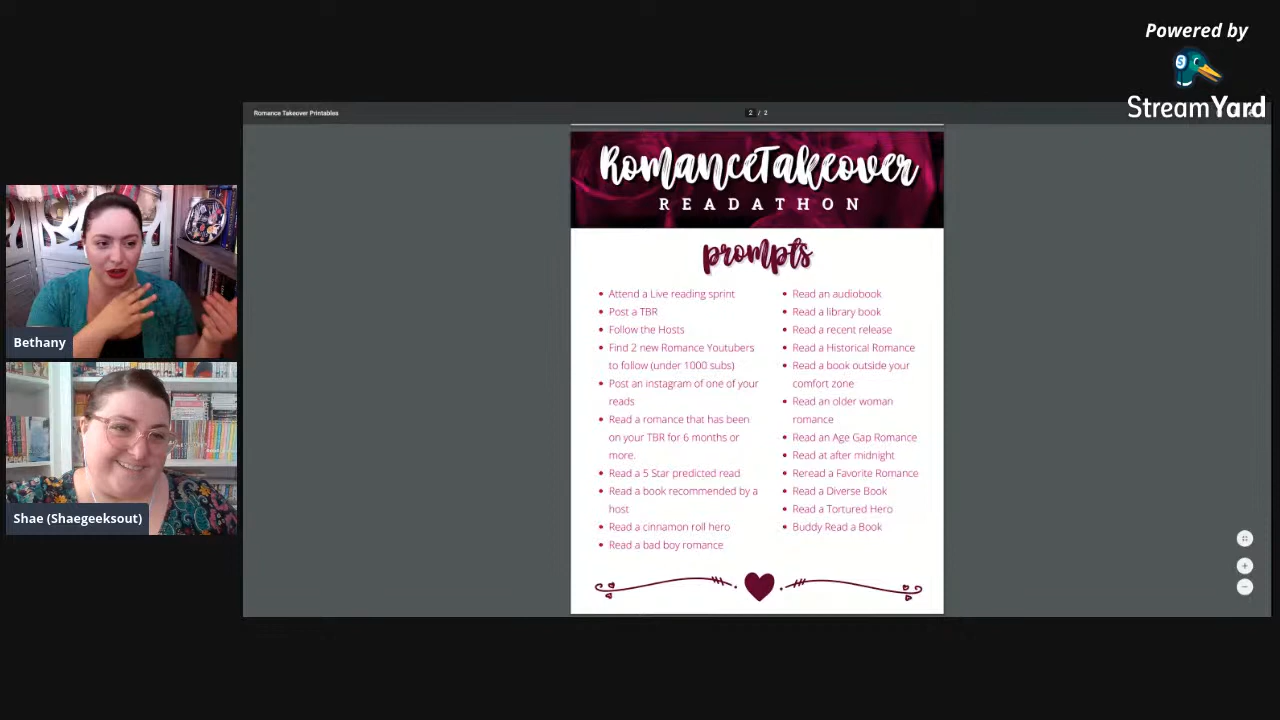 Powered by
StreamYard
Romance Takeover Printables
2 / 2
RomanceTakeover
READATHON
prompts
Attend a Live reading sprint
Post a TBR
Follow the Hosts
Find 2 new Romance Youtubers
to follow (under 1000 subs)
Post an instagram of one of your
reads
Read a romance that has been
on your TBR for 6 months or
more.
Read a 5 Star predicted read
Read a book recommended by a
host
Read a cinnamon roll hero
Read a bad boy romance
Read an audiobook
Read a library book
Read a recent release
Read a Historical Romance
Read a book outside your
comfort zone
Read an older woman
romance
Read an Age Gap Romance
Read at after midnight
Reread a Favorite Romance
Read a Diverse Book
Read a Tortured Hero
Buddy Read a Book
Bethany
Shae (Shaegeeksout)